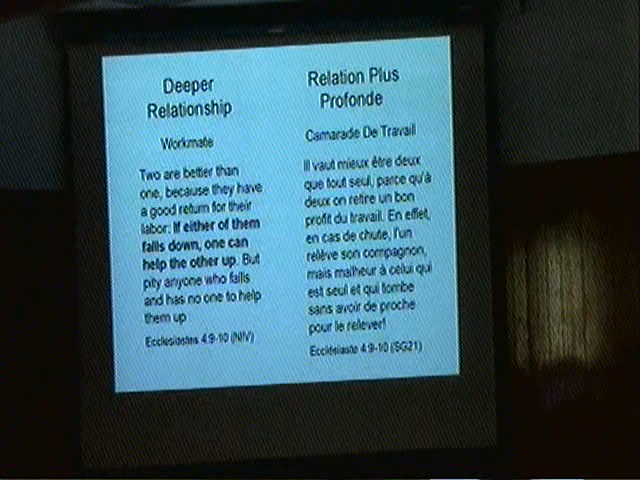 Deeper
Relationship
Workmate
Two are better than
one, because they have
a good return for their
labor: If either of them
falls down, one can
help the other up. But
pity anyone who falls
and has no one to help
them up
Ecclesiastes 4:9-10 (NIV)
Relation Plus
Profonde
Camarade De Travail
Il vaut mieux être deux
que tout seul, parce qu'à
deux on retire un bon
profit du travail. En effet,
en cas de chute, l'un
relève son compagnon,
mais malheur à celui qui
est seul et qui tombe
sans avoir de proche
pour le relever!
Ecclésiaste 4:9-10 (SG21)